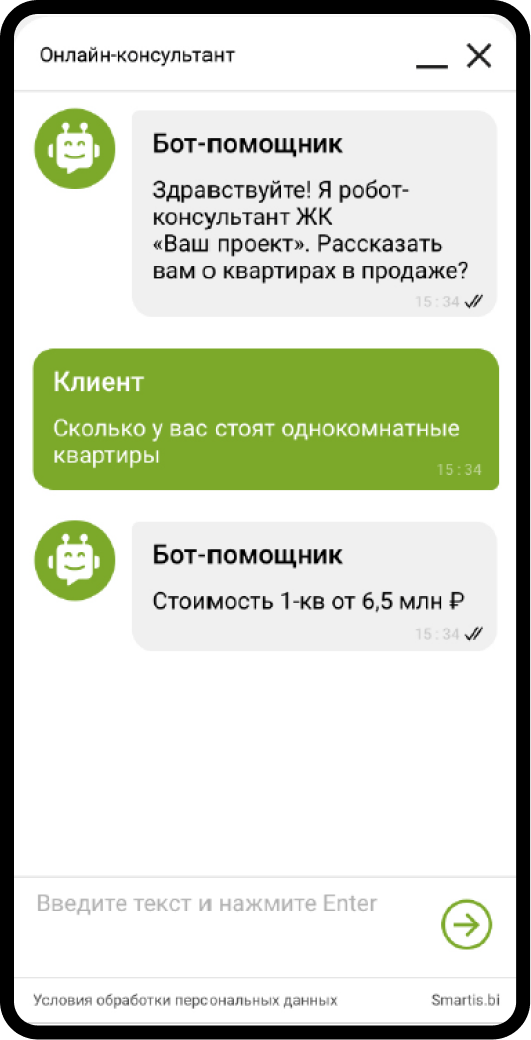 Онлайн-консультант
Бот-помощник
Здравствуйте! Я робот-
консультант ЖК
«Ваш проект». Рассказать
вам о квартирах в продаже?
15:34
Клиент
Сколько у вас стоят однокомнатные
квартиры
15:34
Бот-помощник
Стоимость 1-кв от 6,5 млн ₽
15:34
Введите текст и нажмите Enter
Условия обработки персональных данных
Smartis.bi